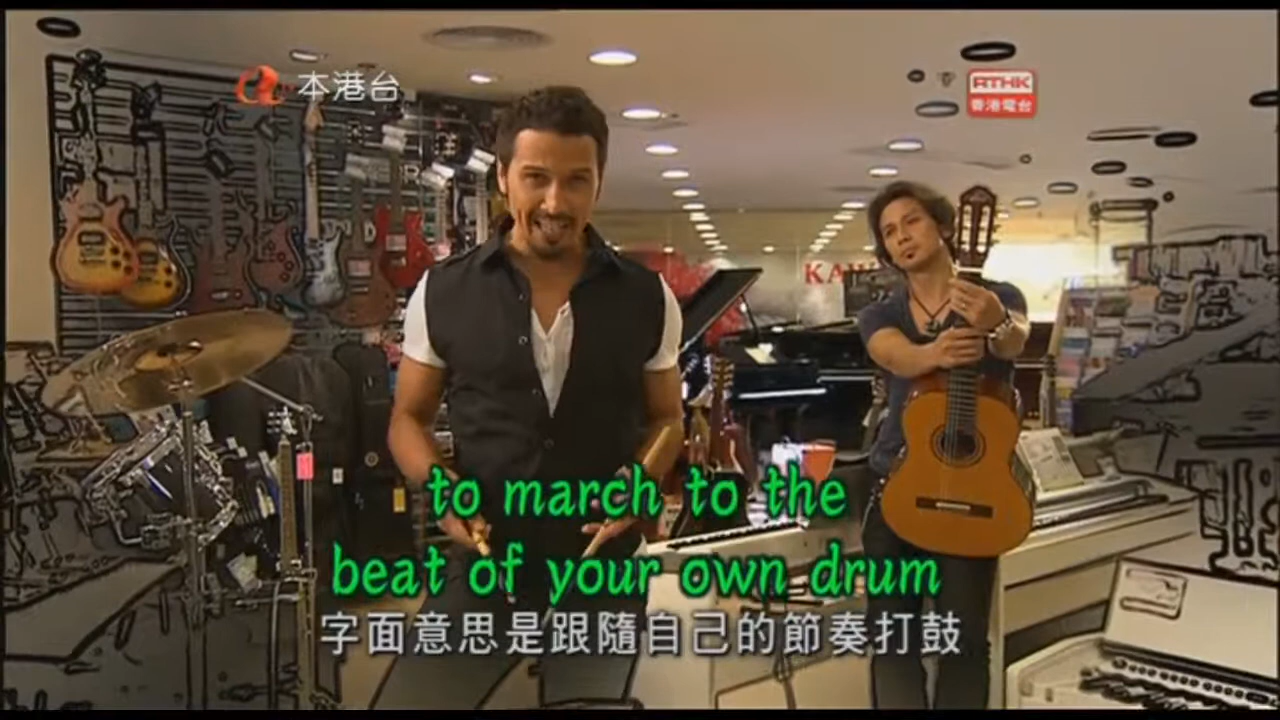 本港台
RTHK
香港電台
KAW
to march to the
beat of your own drum
字面意思是跟隨自己的節奏打鼓